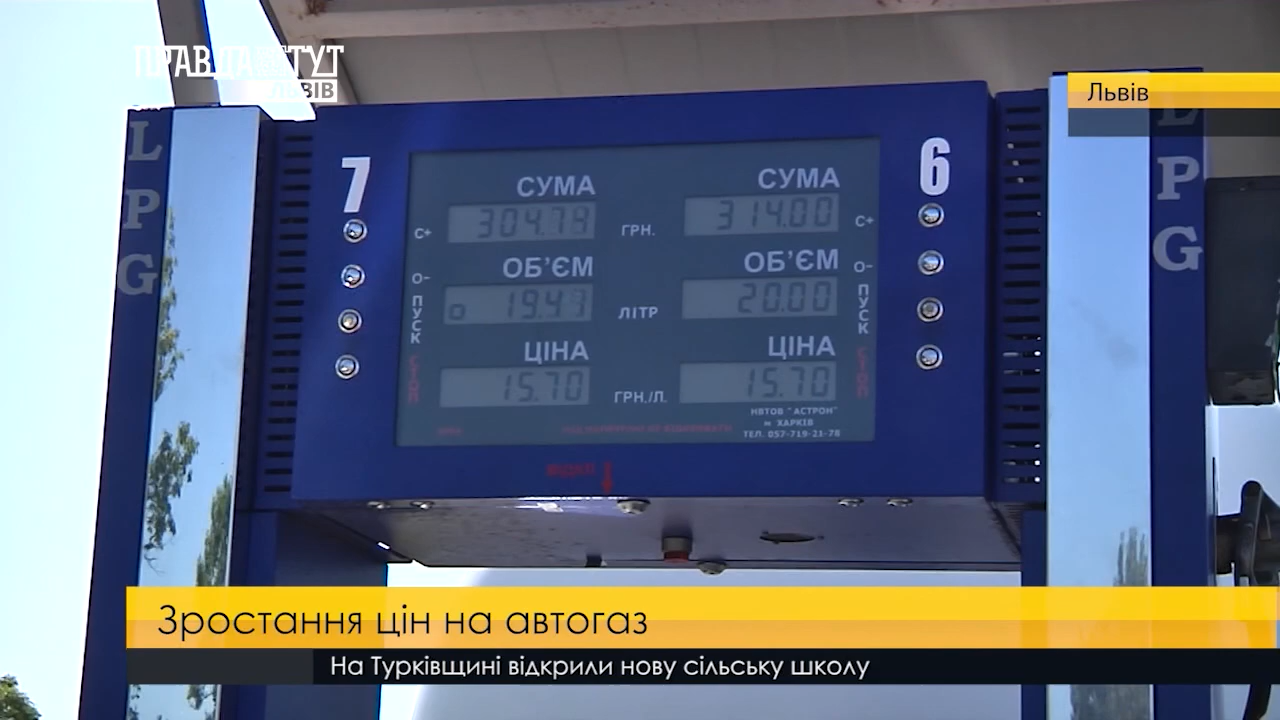 ПРАВДА ТУТ
ЛЬВІВ
Львів
LPG
7
6
LPG
СУМА
СУМА
С+
304.79
ГРН.
314.00
С+
ОБ'ЄМ
ОБ'ЄМ
О-
О-
ПУСК
19.47
ЛІТР
20.00
ПУСК
ЦІНА
ЦІНА
СТОП
15.70
ГРН./Л.
15.70
СТОП
НВТОВ "АСТРОН"
м ХАРКІВ
ТЕЛ. 057-719-21-78
Зростання цін на автогаз
На Турківщині відкрили нову сільську школу